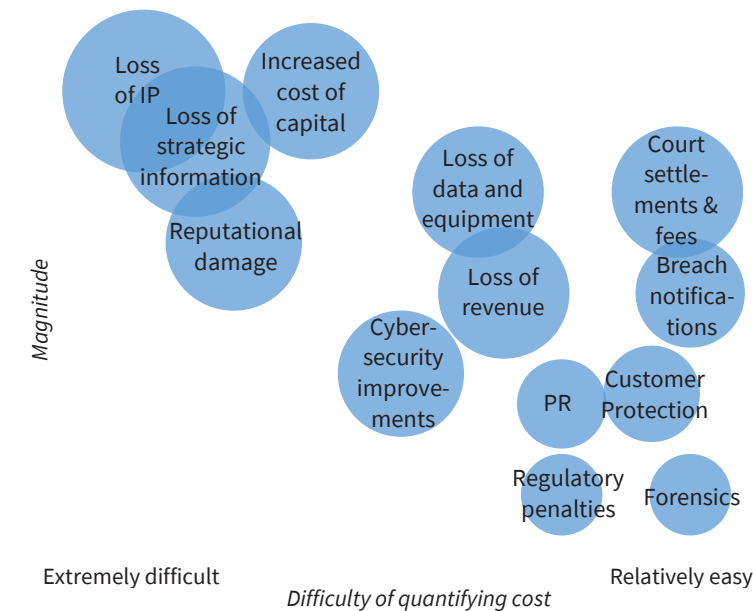 Loss
of IP
Increased
cost of
capital
Loss of
strategic
information
Reputational
damage
Loss of
data and
equipment
Court
settle-
ments &
fees
Loss of
revenue
Breach
notifica-
tions
Cyber-
security
improve-
ments
PR
Customer
Protection
Regulatory
penalties
Forensics
Magnitude
Extremely difficult
Relatively easy
Difficulty of quantifying cost